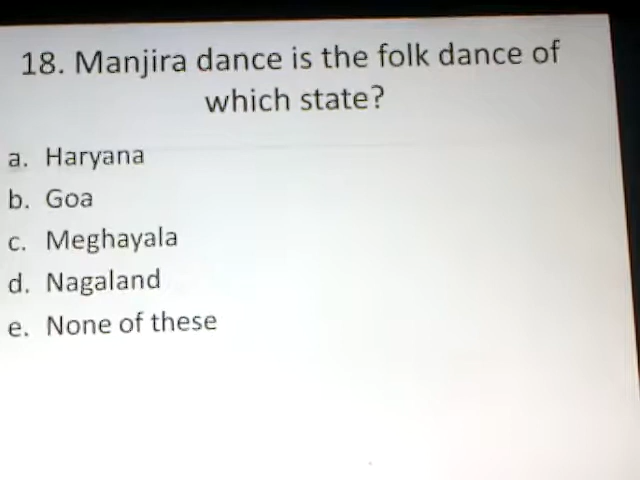 18. Manjira dance is the folk dance of
which state?
a. Haryana
b. Goa
c. Meghayala
d. Nagaland
e. None of these